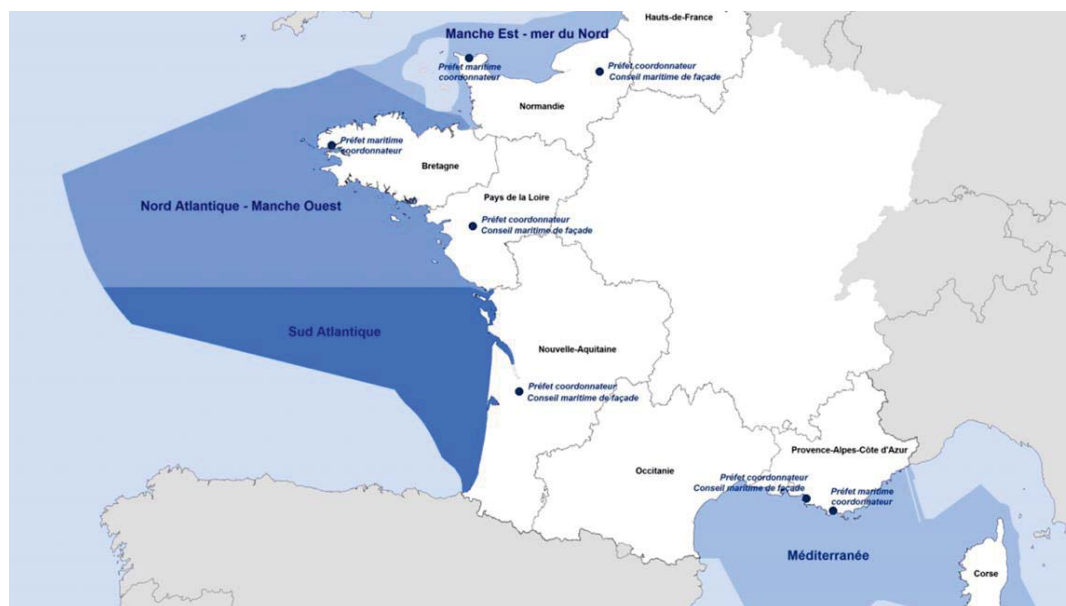 Hauts-de-France
Manche Est - mer du Nord
Préfet maritime
coordonnateur
Préfet coordonnateur
Conseil maritime de façade
Normandie
Préfet maritime
coordonnateur
Bretagne
Nord Atlantique - Manche Ouest
Pays de la Loire
Préfet coordonnateur
Conseil maritime de façade
Sud Atlantique
Nouvelle-Aquitaine
Préfet coordonnateur
Conseil maritime de façade
Provence-Alpes-Côte d'Azur
Occitanie
Préfet coordonnateur
Conseil maritime de façade
Préfet maritime
coordonnateur
Méditerranée
Corse